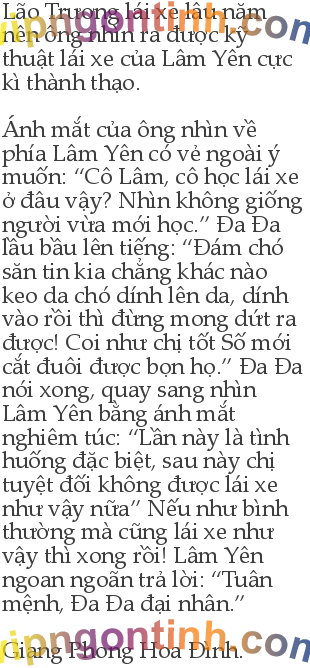 Lão Trương lái xe lâu năm
nên ông nhìn ra được kỹ
thuật lái xe của Lâm Yên cực
kì thành thạo.
Ánh mắt của ông nhìn về
phía Lâm Yên có vẻ ngoài ý
muốn: “Cô Lâm, cô học lái xe
ở đâu vậy? Nhìn không giống
người vừa mới học.” Đa Đa
lầu bầu lên tiếng: “Đám chó
săn tin kia chẳng khác nào
keo da chó dính lên da, dính
vào rồi thì đừng mong dứt ra
được! Coi như chị tốt Số mới
cắt đuôi được bọn họ.” Đa Đa
nói xong, quay sang nhìn
Lâm Yên bằng ánh mắt
nghiêm túc: “Lần này là tình
huống đặc biệt, sau này chị
tuyệt đối không được lái xe
như vậy nữa” Nếu như bình
thường mà cũng lái xe như
vậy thì xong rồi! Lâm Yên
ngoan ngoãn trả lời: “Tuân
mệnh, Đa Đa đại nhân.”
Giang Phong Hoa Đình.
vipngontinh.com
vipngontinh.com